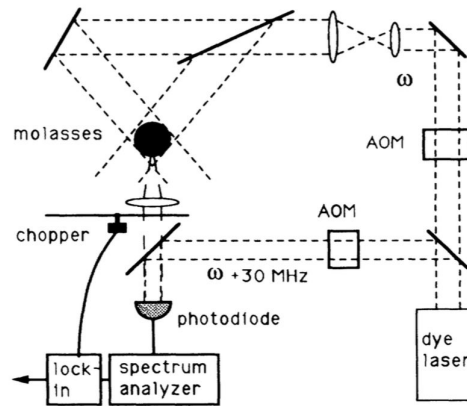 ω
molasses
AOM
AOM
chopper
ω +30 MHz
photodiode
dye
laser
lock-
in
spectrum
analyzer